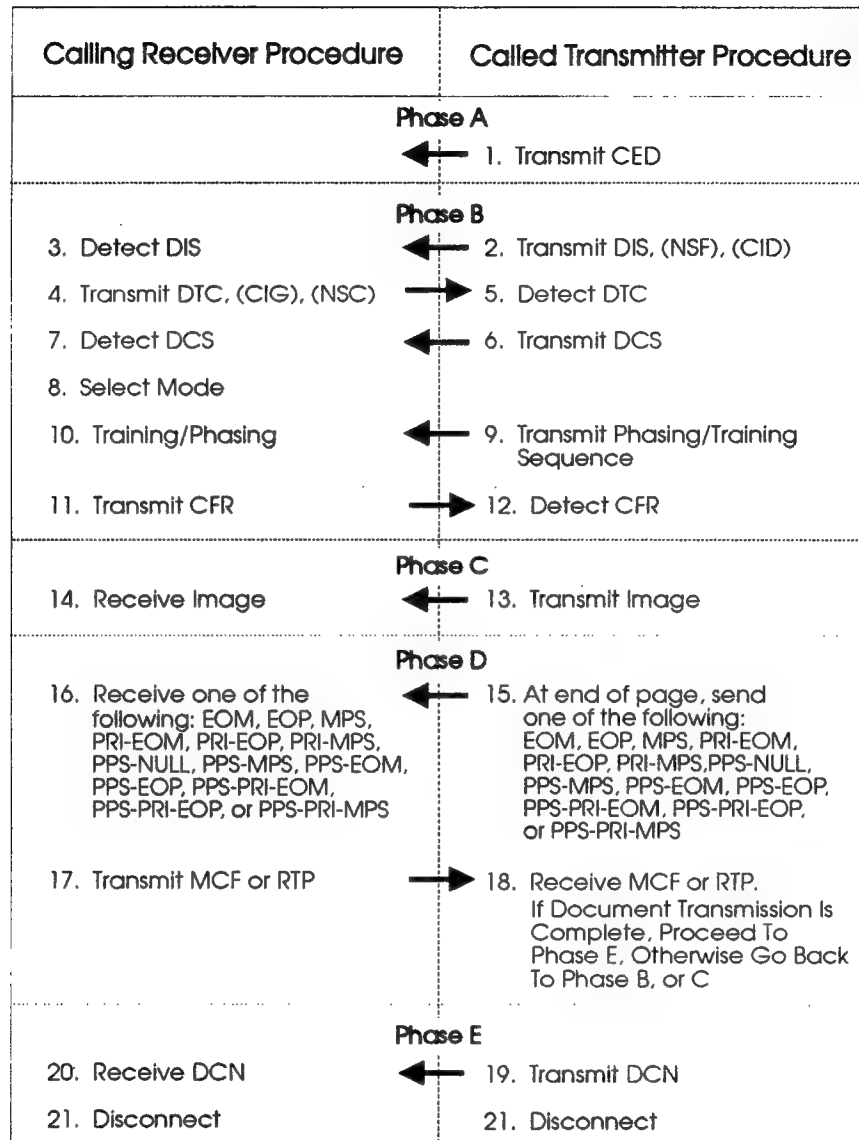 Calling Receiver Procedure
Called Transmitter Procedure
Phase A
1. Transmit CED
Phase B
3. Detect DIS
2. Transmit DIS, (NSF), (CID)
4. Transmit DTC, (CIG), (NSC)
5. Detect DTC
7. Detect DCS
6. Transmit DCS
8. Select Mode
10. Training/Phasing
9. Transmit Phasing/Training
Sequence
11. Transmit CFR
12. Detect CFR
Phase C
14. Receive Image
13. Transmit Image
Phase D
16. Receive one of the
following: EOM, EOP, MPS,
PRI-EOM, PRI-EOP, PRI-MPS,
PPS-NULL, PPS-MPS, PPS-EOM,
PPS-EOP, PPS-PRI-EOM,
PPS-PRI-EOP, or PPS-PRI-MPS
15. At end of page, send
one of the following:
EOM, EOP, MPS, PRI-EOM,
PRI-EOP, PRI-MPS,PPS-NULL,
PPS-MPS, PPS-EOM, PPS-EOP,
PPS-PRI-EOM, PPS-PRI-EOP,
or PPS-PRI-MPS
17. Transmit MCF or RTP
18. Receive MCF or RTP.
If Document Transmission Is
Complete, Proceed To
Phase E, Otherwise Go Back
To Phase B, or C
Phase E
20. Receive DCN
19. Transmit DCN
21. Disconnect
21. Disconnect